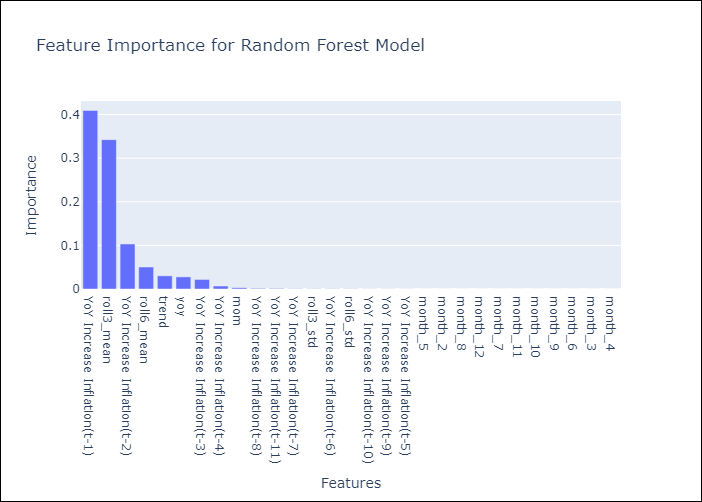 Feature Importance for Random Forest Model
Importance
0.4
0.3
0.2
0.1
0
YoY Increase Inflation(t-1)
roll3_mean
YoY Increase Inflation(t-2)
roll6_mean
trend
yoy
YoY Increase Inflation(t-3)
YoY Increase Inflation(t-4)
mom
YoY Increase Inflation(t-8)
YoY Increase Inflation(t-11)
YoY Increase Inflation(t-7)
roll3_std
YoY Increase Inflation(t-6)
roll6_std
YoY Increase Inflation(t-10)
YoY Increase Inflation(t-9)
YoY Increase Inflation(t-5)
month_5
month_2
month_8
month_12
month_7
month_11
month_10
month_9
month_6
month_3
month_4
Features